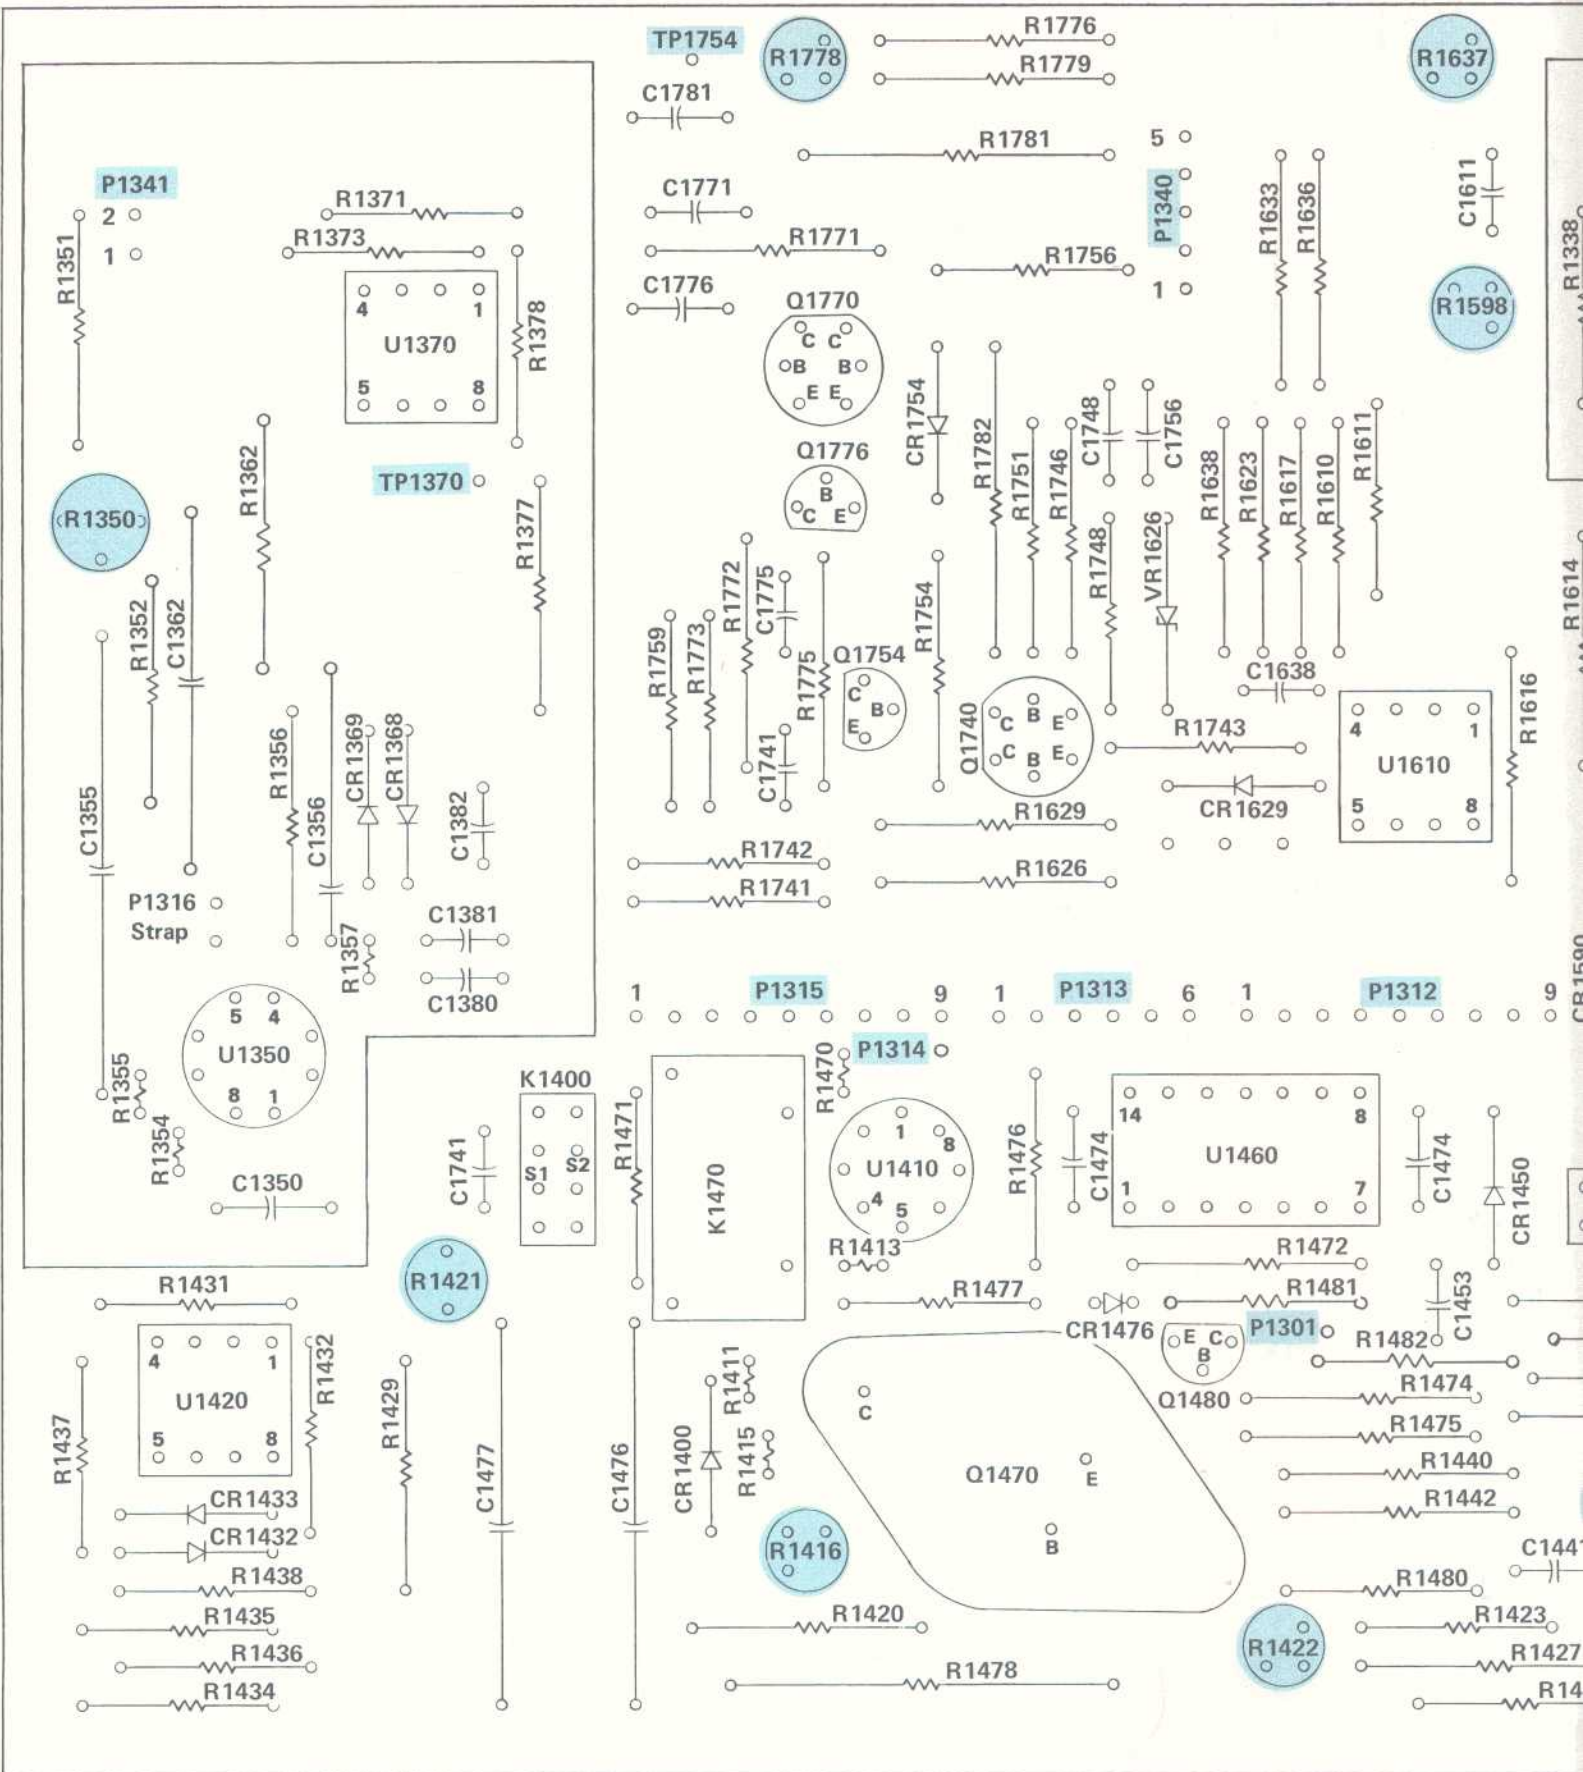 TP1754
R1778
R1776
R1779
R1637
C1781
R1781
5
P1340
1
P1341
2
1
R1351
R1371
R1373
C1771
R1771
R1756
C1776
R1633
R1636
C1611
R1338
R1598
4 1
U1370
5 8
R1378
Q1770
C C
B B
E E
CR1754
R1782
R1751
R1746
C1748
C1756
R1638
R1623
R1617
R1610
R1611
Q1776
B
C E
TP1370
R1362
R1377
R1350
R1352
C1362
R1772
C1775
R1759
R1773
R1775
R1754
R1748
VR1626
R1614
Q1754
C
B
E
Q1740
C B E
C B E
C1638
R1743
CR1629
4 1
U1610
5 8
R1616
C1355
R1356
C1356
CR1369
CR1368
C1382
C1741
R1629
R1742
R1741
R1626
P1316
Strap
R1357
C1381
C1380
5 4
U1350
8 1
R1355
R1354
C1350
1 P1315 9
1 P1313 6
1 P1312 9
CR1590
P1314
R1470
K1400
S1 S2
C1741
R1471
K1470
1
8
U1410
4
5
R1413
R1476
C1474
14 8
U1460
1 7
C1474
CR1450
R1472
R1481
R1477
CR1476
P1301
C1453
R1421
R1431
4 1
U1420
5 8
R1432
R1437
R1429
C1477
C1476
CR1400
R1411
R1415
C
Q1470
E
B
E C
B
Q1480
R1482
R1474
R1475
R1440
R1442
CR1433
CR1432
R1438
R1435
R1436
R1434
R1416
R1420
R1478
C1441
R1480
R1422
R1423
R1427
R14